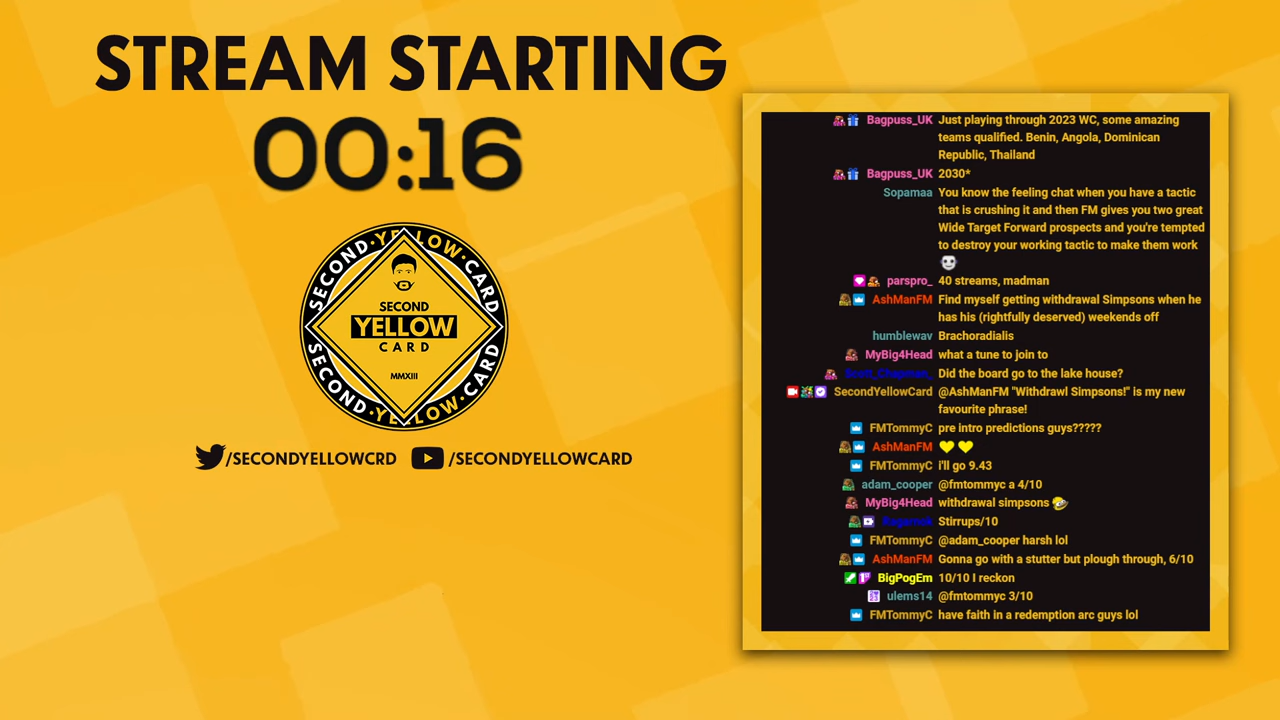 STREAM STARTING
00:16
SECOND·YELLOW·CARD
SECOND
YELLOW
CARD
MMXIII
SECOND·YELLOW·CARD
/SECONDYELLOWCRD /SECONDYELLOWCARD
Bagpuss_UK Just playing through 2023 WC, some amazing
teams qualified. Benin, Angola, Dominican
Republic, Thailand
Bagpuss_UK 2030*
Sopamaa You know the feeling chat when you have a tactic
that is crushing it and then FM gives you two great
Wide Target Forward prospects and you're tempted
to destroy your working tactic to make them work
parspro_ 40 streams, madman
AshManFM Find myself getting withdrawal Simpsons when he
has his (rightfully deserved) weekends off
humblewav Brachoradialis
MyBig4Head what a tune to join to
Scott_Chapman_ Did the board go to the lake house?
SecondYellowCard @AshManFM "Withdrawl Simpsons!" is my new
favourite phrase!
FMTommyC pre intro predictions guys?????
AshManFM 💛 💛
FMTommyC i'll go 9.43
adam_cooper @fmtommyc a 4/10
MyBig4Head withdrawal simpsons
Stirrups/10
FMTommyC @adam_cooper harsh lol
AshManFM Gonna go with a stutter but plough through, 6/10
BigPogEm 10/10 I reckon
ulems14 @fmtommyc 3/10
FMTommyC have faith in a redemption arc guys lol